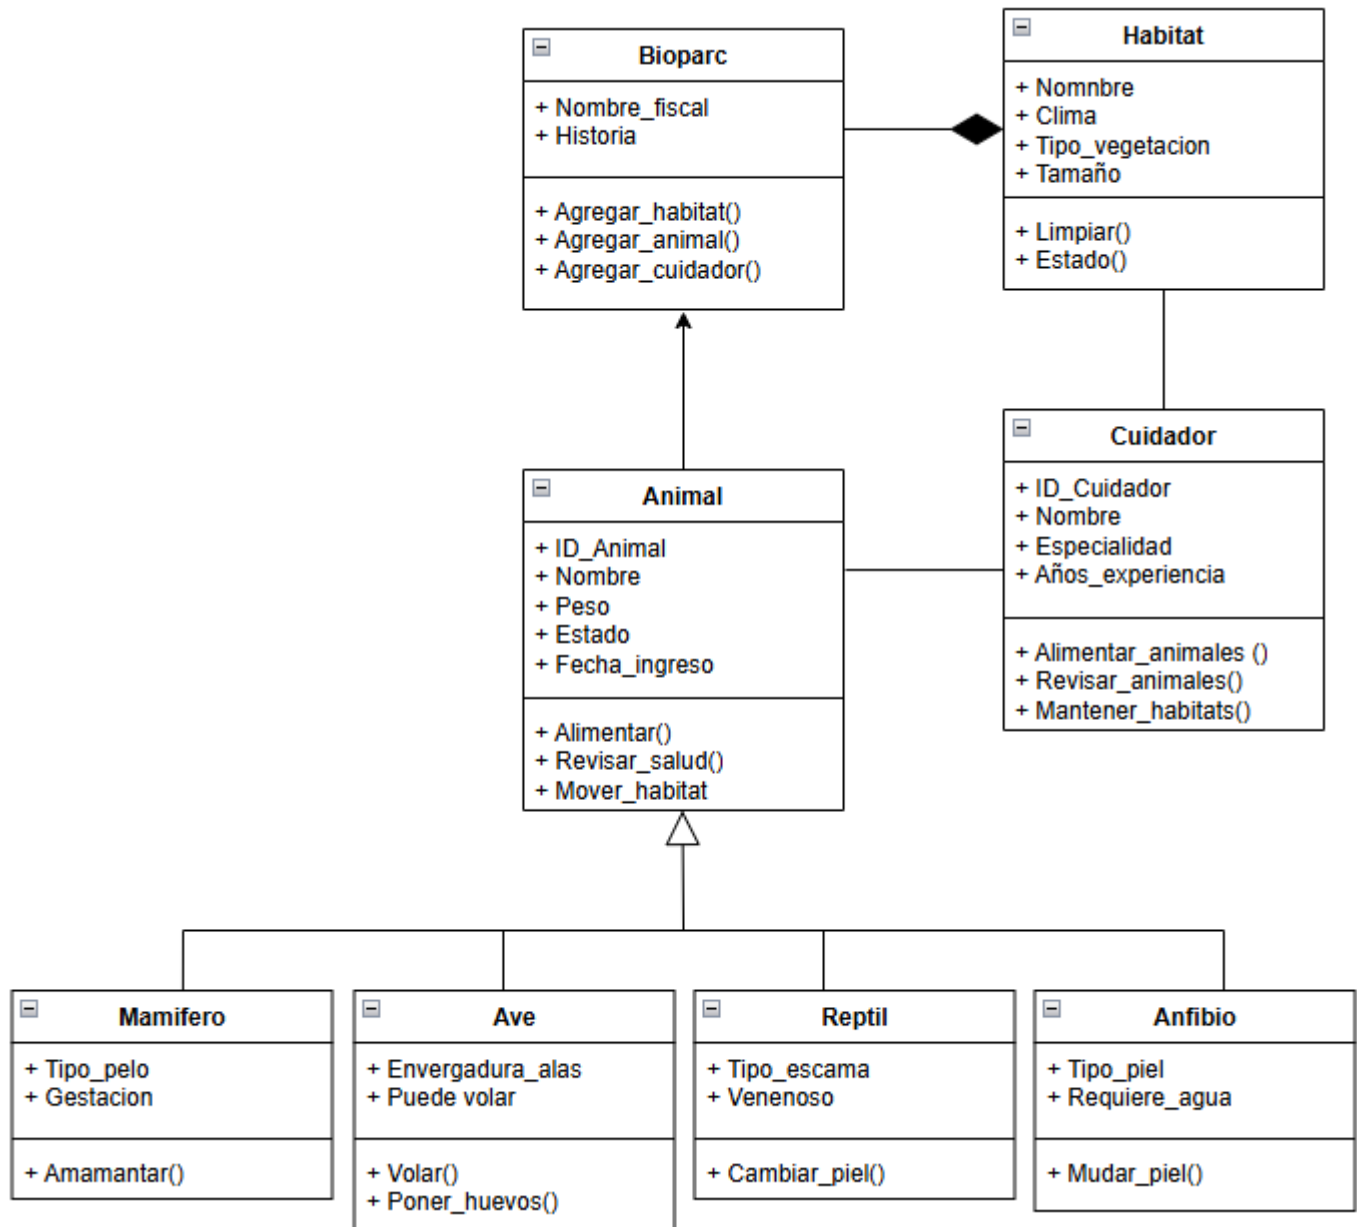 Bioparc
+ Nombre_fiscal
+ Historia
+ Agregar_habitat()
+ Agregar_animal()
+ Agregar_cuidador()
Habitat
+ Nomnbre
+ Clima
+ Tipo_vegetacion
+ Tamaño
+ Limpiar()
+ Estado()
Animal
+ ID_Animal
+ Nombre
+ Peso
+ Estado
+ Fecha_ingreso
+ Alimentar()
+ Revisar_salud()
+ Mover_habitat
Cuidador
+ ID_Cuidador
+ Nombre
+ Especialidad
+ Años_experiencia
+ Alimentar_animales ()
+ Revisar_animales()
+ Mantener_habitats()
Mamifero
+ Tipo_pelo
+ Gestacion
+ Amamantar()
Ave
+ Envergadura_alas
+ Puede volar
+ Volar()
+ Poner_huevos()
Reptil
+ Tipo_escama
+ Venenoso
+ Cambiar_piel()
Anfibio
+ Tipo_piel
+ Requiere_agua
+ Mudar_piel()